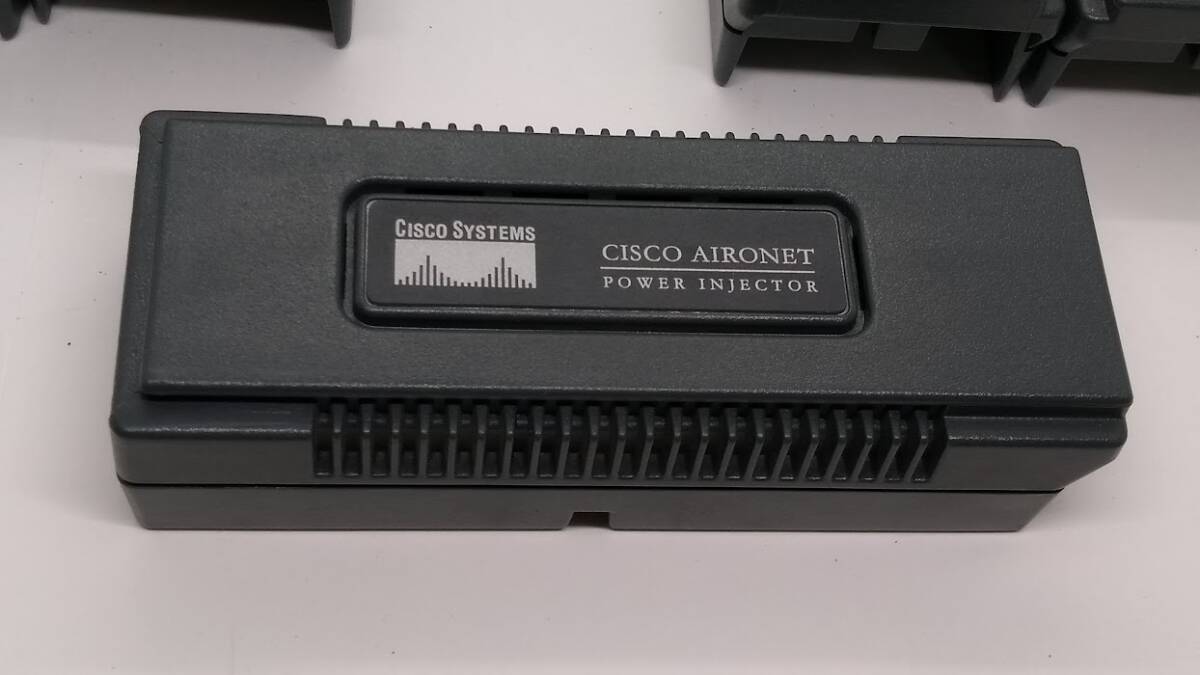 CISCO SYSTEMS
CISCO AIRONET
POWER INJECTOR